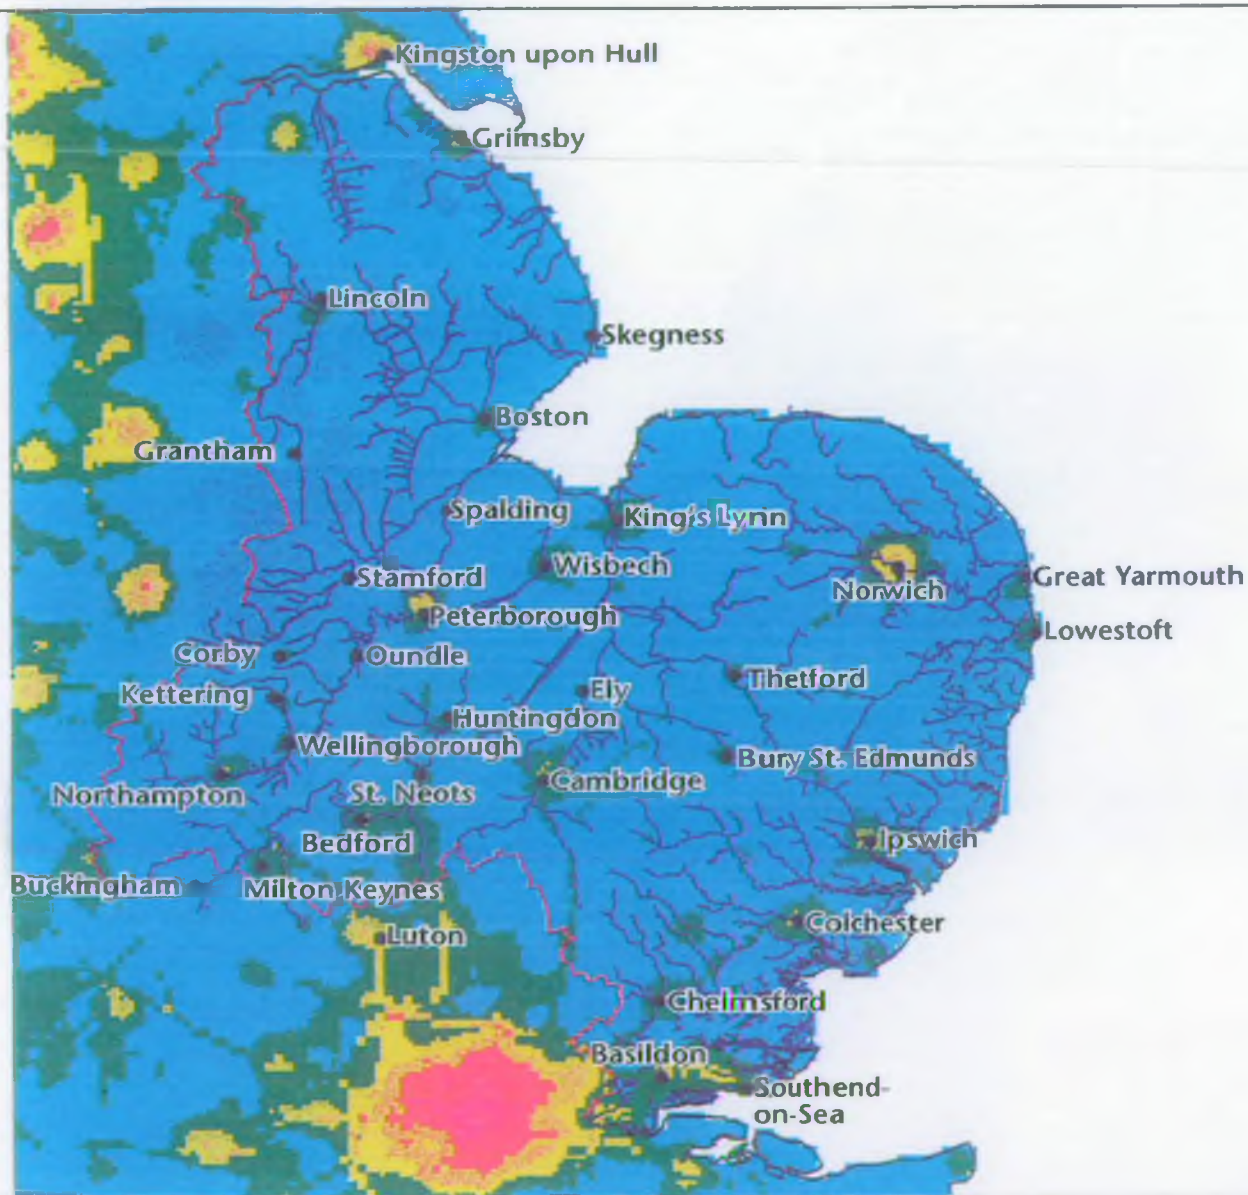 Kingston upon Hull
Grimsby
Lincoln
Skegness
Boston
Grantham
Spalding
King's Lynn
Wisbech
Stamford
Norwich
Great Yarmouth
Peterborough
Lowestoft
Corby
Oundle
Thetford
Kettering
Ely
Huntingdon
Wellingborough
Bury St. Edmunds
Cambridge
Northampton
St. Neots
Bedford
Ipswich
Buckingham
Milton Keynes
Colchester
Luton
Chelmsford
Basildon
Southend-
on-Sea